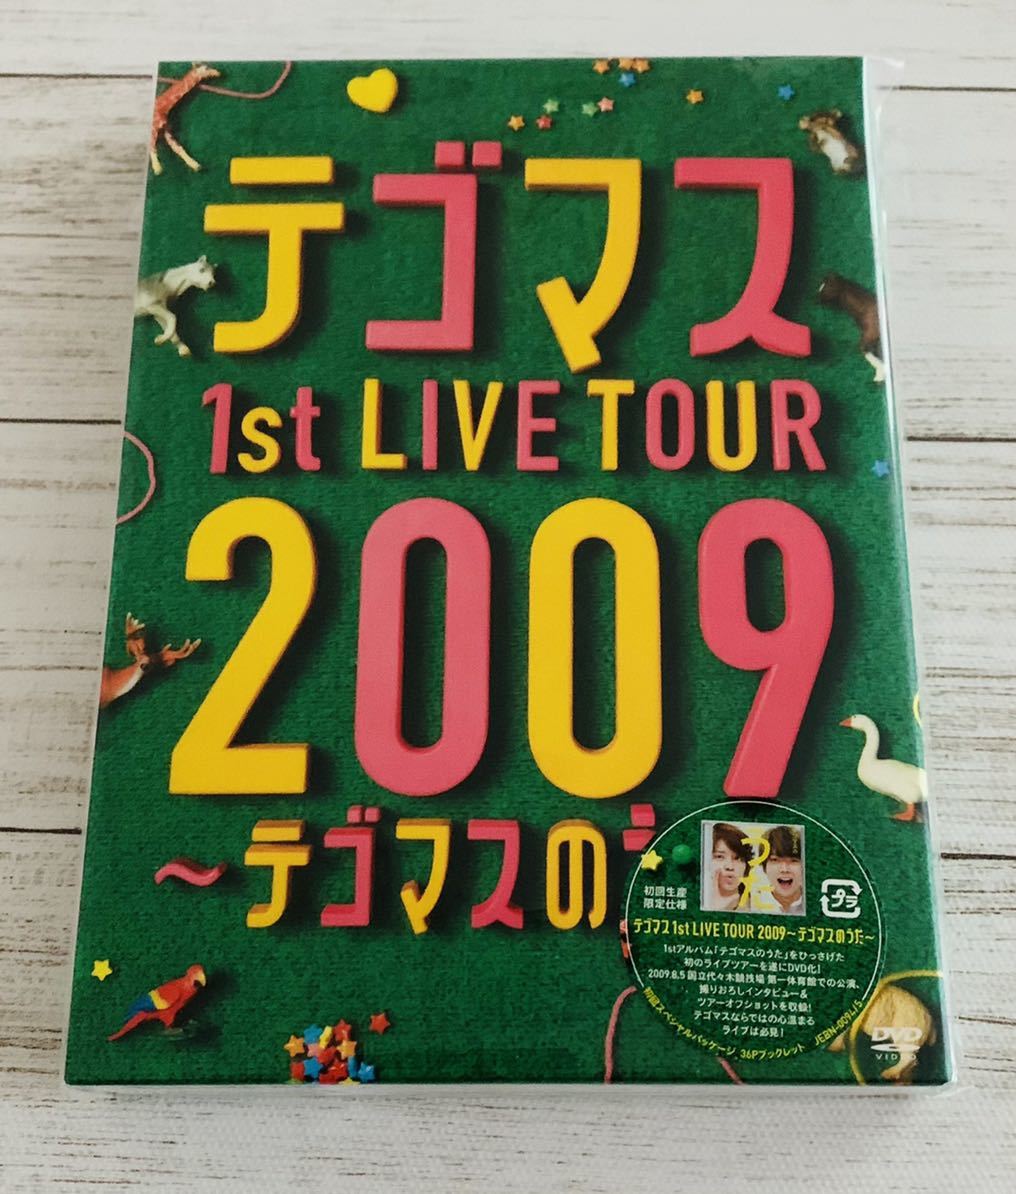 テゴマス
1st LIVE TOUR
2009
～テゴマスの
うた
初回生産
限定仕様
プラ
テゴマス 1st LIVE TOUR 2009～テゴマスのうた～
1stアルバム「テゴマスのうた」をひっさげた
初のライブツアーを遂にDVD化!
2009.8.5 国立代々木競技場 第一体育館での公演、
撮りおろしインタビュー&
ツアーオフショットを収録!
テゴマスならではの心温まる
ライブは必見!
初回スペシャルパッケージ 36Pブックレット JEBN-0094/5
DVD
VIDEO